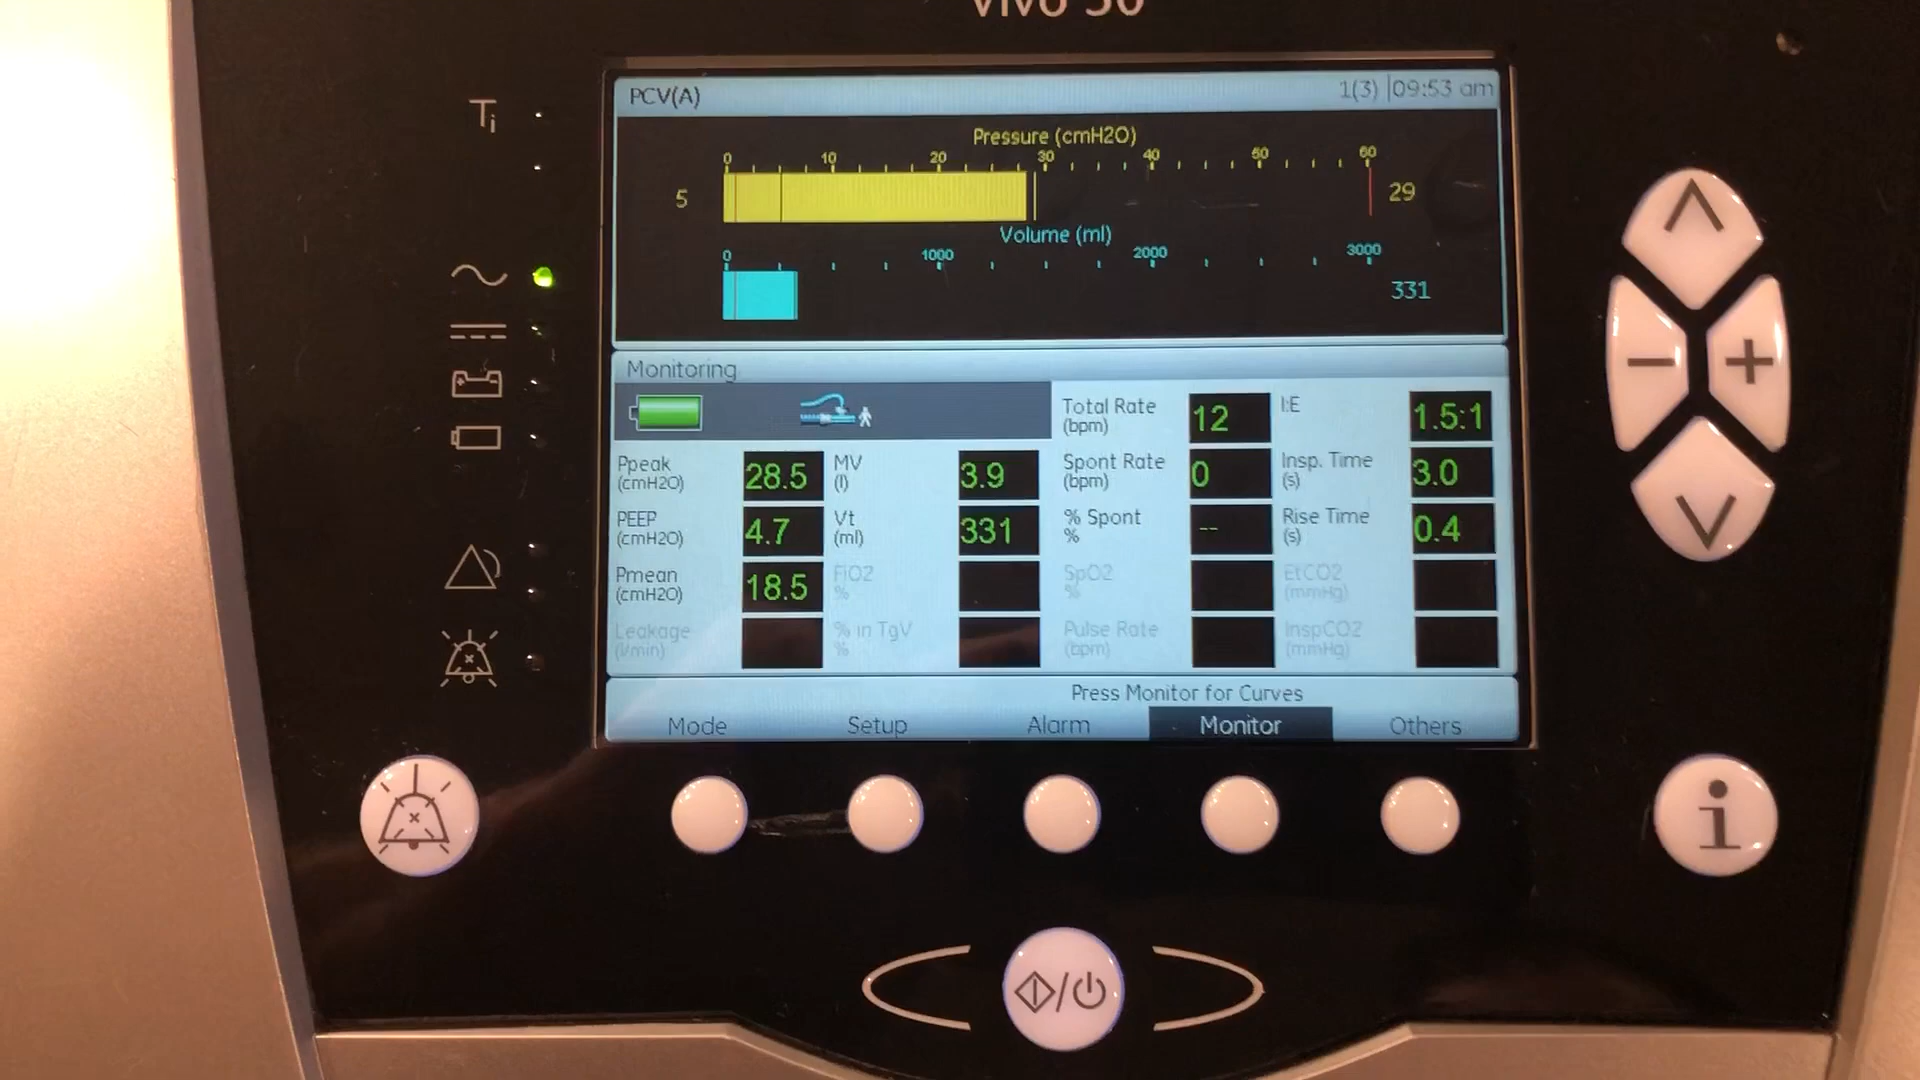 vivo 50
PCV(A) 1(3) 09:53 am
Pressure (cmH2O)
0 10 20 30 40 50 60
5 29
Volume (ml)
0 1000 2000 3000
331
Monitoring
Total Rate (bpm) 12 I:E 1.5:1
Ppeak (cmH2O) 28.5 MV (l) 3.9 Spont Rate (bpm) 0 Insp. Time (s) 3.0
PEEP (cmH2O) 4.7 Vt (ml) 331 % Spont % -- Rise Time (s) 0.4
Pmean (cmH2O) 18.5 FiO2 % SpO2 % EtCO2 (mmHg)
Leakage (l/min) % in TgV % Pulse Rate (bpm) InspCO2 (mmHg)
Press Monitor for Curves
Mode Setup Alarm Monitor Others
Ti